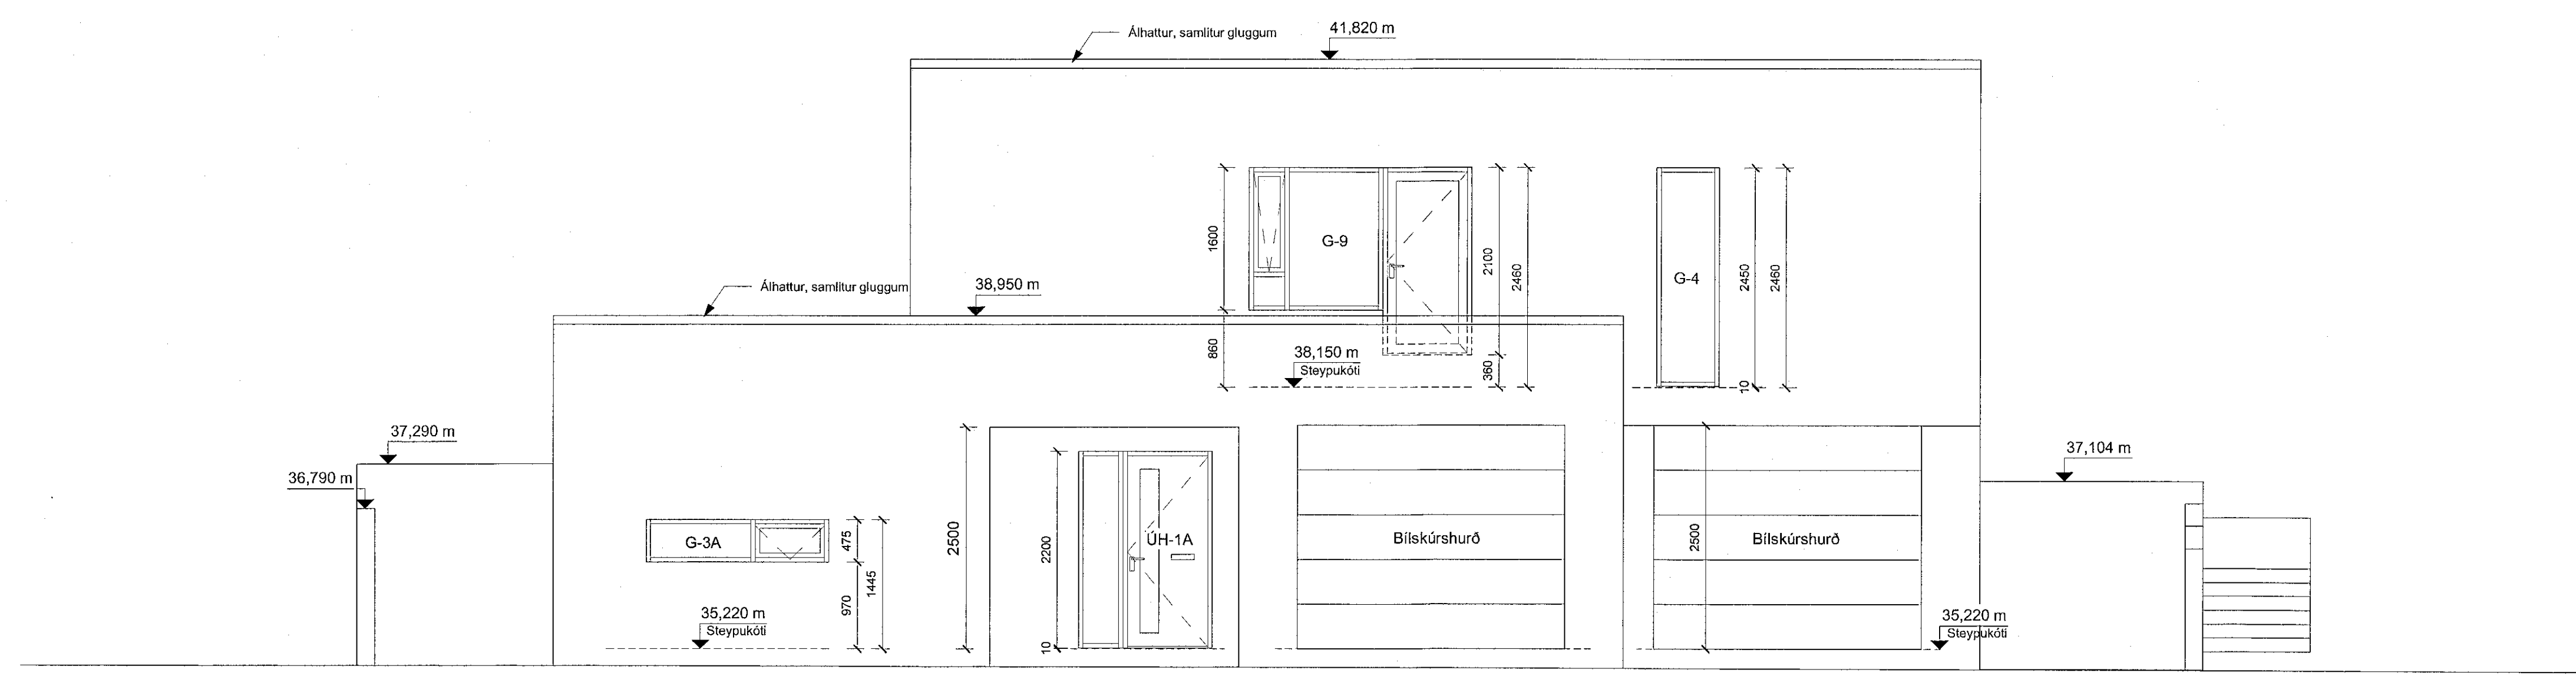 41,820 m
Álhattur, samlitur gluggum
1600
G-9
2100
2460
G-4
2450
2460
Álhattur, samlitur gluggum
38,950 m
860
38,150 m
Steypukóti
360
10
37,290 m
36,790 m
37,104 m
G-3A
475
1445
970
2500
2200
ÚH-1A
10
Bílskúrshurð
2500
Bílskúrshurð
35,220 m
Steypukóti
35,220 m
Steypukóti